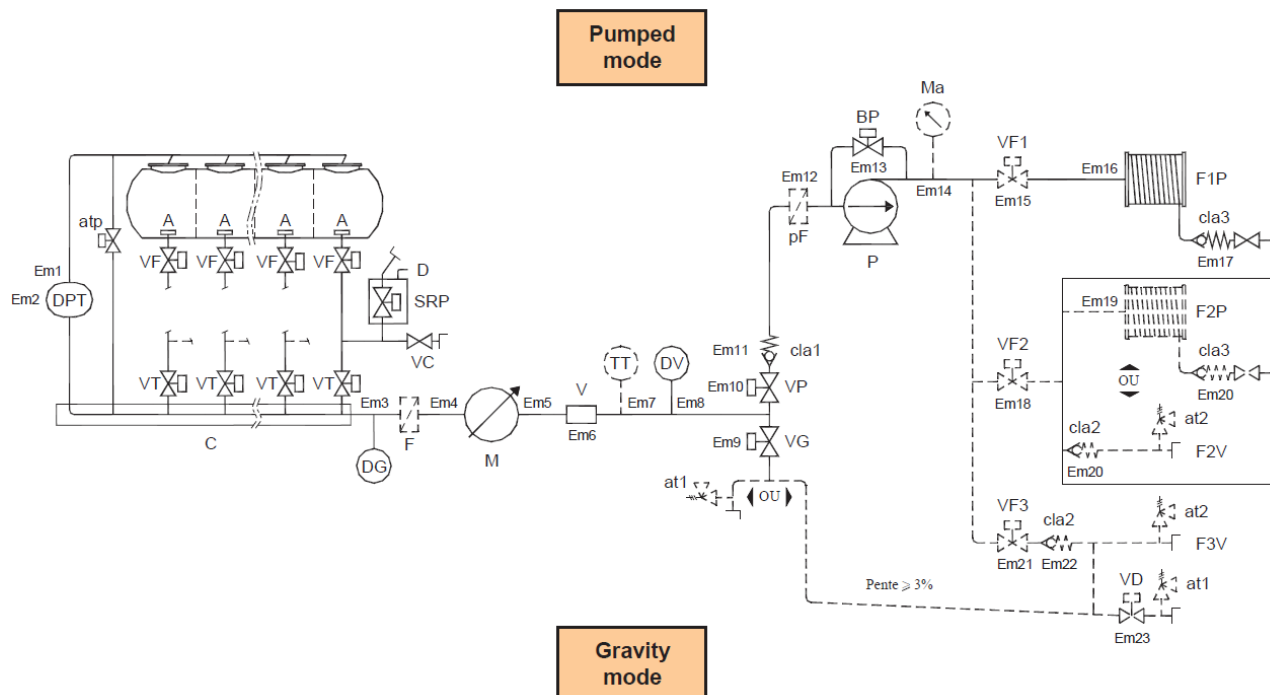 Pumped
mode
Ma
BP
VF1
Em12
Em13
Em14
Em15
Em16
F1P
pF
P
cla3
Em17
atp
A A A A
VF VF VF VF
D
SRP
VC
Em1
Em2
DPT
VT VT VT VT
C
Em3
DG
F
Em4
M
Em5
V
Em6
TT
Em7
DV
Em8
Em11
cla1
Em10
VP
Em9
VG
at1
OU
Em19
F2P
VF2
Em18
cla3
Em20
OU
at2
cla2
Em20
F2V
VF3
cla2
at2
F3V
Em21
Em22
Pente ⩾ 3%
VD
at1
Em23
Gravity
mode